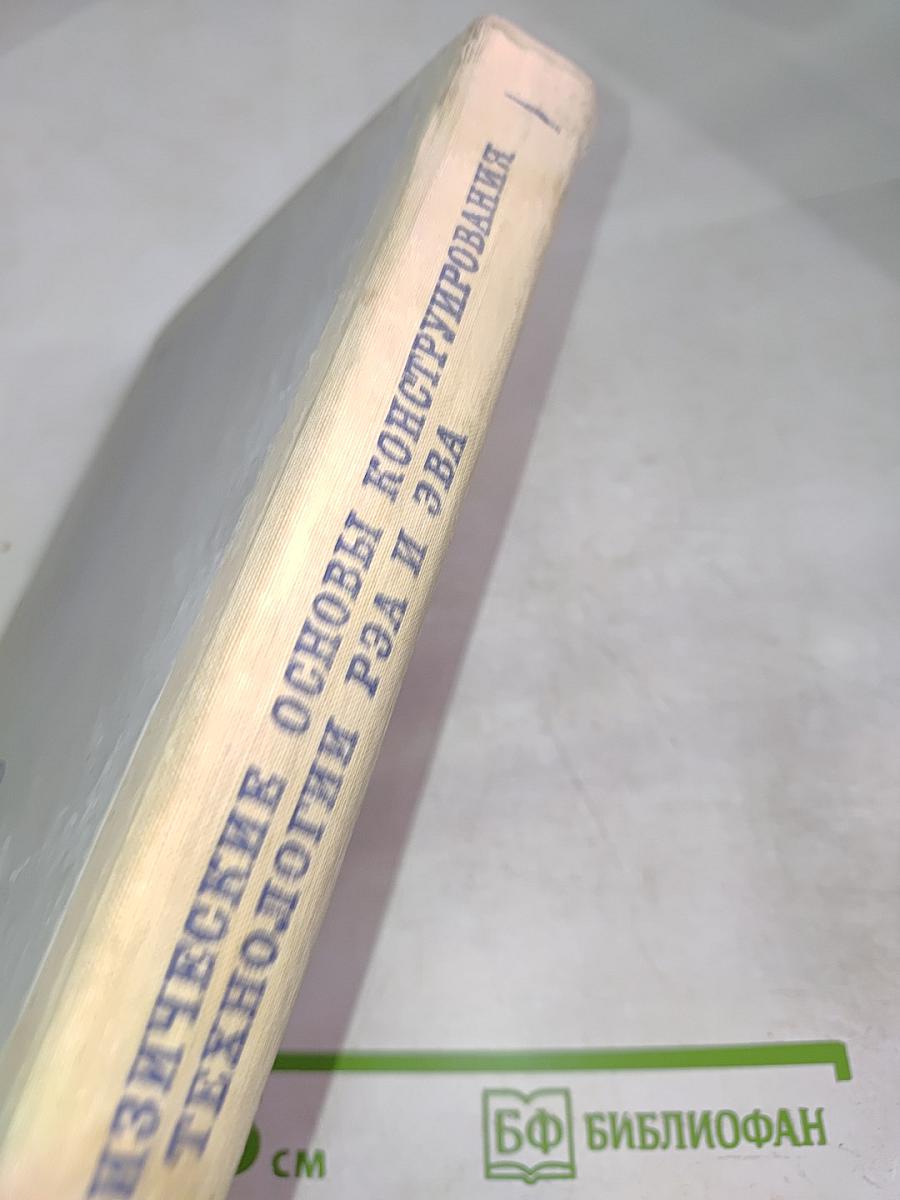 ИЗИЧЕСКИЕ ОСНОВЫ КОНСТРУИРОВАНИЯ
ТЕХНОЛОГИИ РЭА И ЭВА
см
БФ БИБЛИОФАН